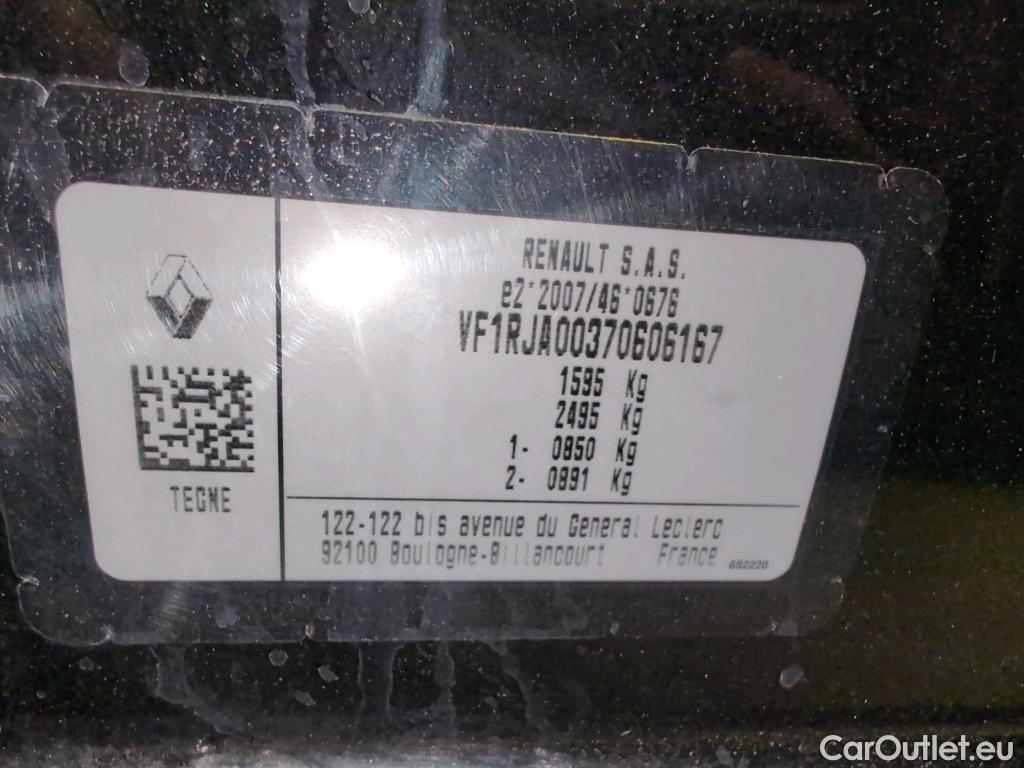 RENAULT S.A.S.
e2*2007/46*0676
VF1RJA00370606167
1595 Kg
2495 Kg
1- 0850 Kg
2- 0891 Kg
TEGNE
122-122 bis avenue du General Leclerc
92100 Boulogne-Billancourt France
652220
CarOutlet.eu